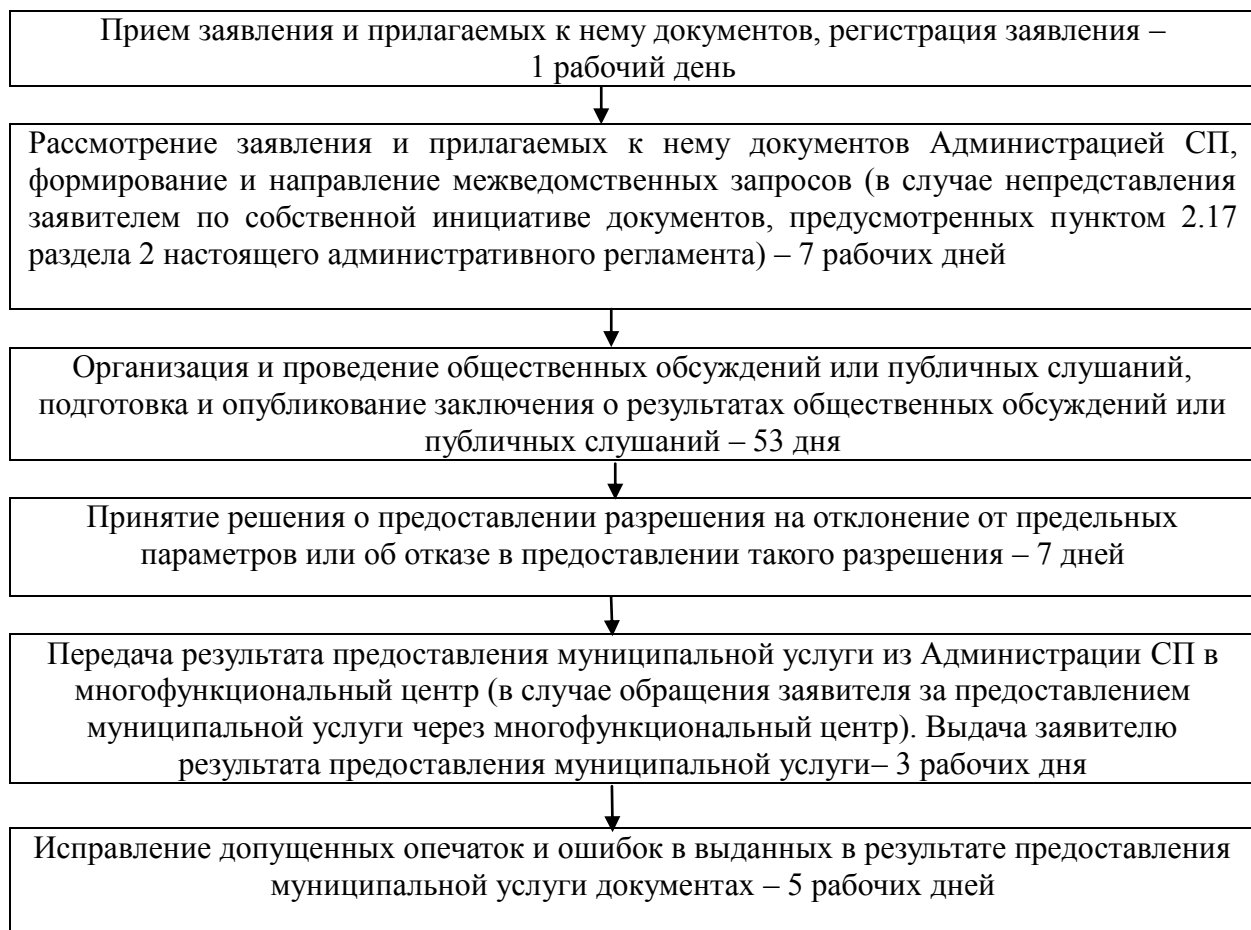 Прием заявления и прилагаемых к нему документов, регистрация заявления –
1 рабочий день
Рассмотрение заявления и прилагаемых к нему документов Администрацией СП,
формирование и направление межведомственных запросов (в случае непредставления
заявителем по собственной инициативе документов, предусмотренных пунктом 2.17
раздела 2 настоящего административного регламента) – 7 рабочих дней
Организация и проведение общественных обсуждений или публичных слушаний,
подготовка и опубликование заключения о результатах общественных обсуждений или
публичных слушаний – 53 дня
Принятие решения о предоставлении разрешения на отклонение от предельных
параметров или об отказе в предоставлении такого разрешения – 7 дней
Передача результата предоставления муниципальной услуги из Администрации СП в
многофункциональный центр (в случае обращения заявителя за предоставлением
муниципальной услуги через многофункциональный центр). Выдача заявителю
результата предоставления муниципальной услуги– 3 рабочих дня
Исправление допущенных опечаток и ошибок в выданных в результате предоставления
муниципальной услуги документах – 5 рабочих дней